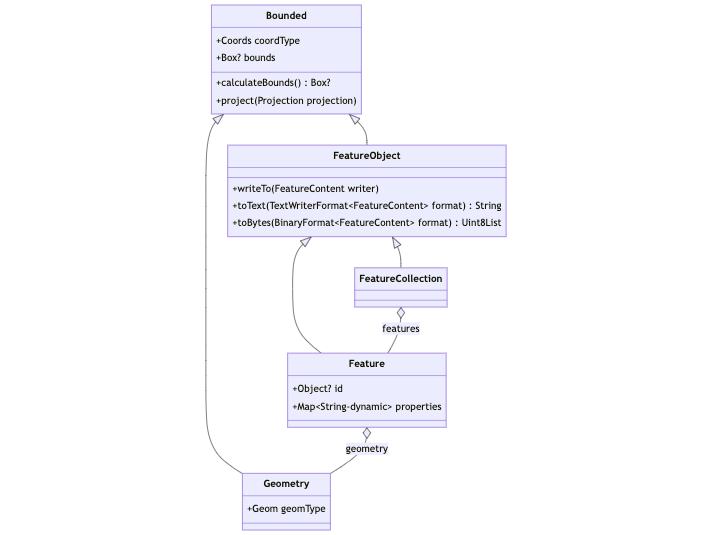 Bounded
+Coords coordType
+Box? bounds
+calculateBounds() : Box?
+project(Projection projection)
FeatureObject
+writeTo(FeatureContent writer)
+toText(TextWriterFormat<FeatureContent> format) : String
+toBytes(BinaryFormat<FeatureContent> format) : Uint8List
FeatureCollection
features
Feature
+Object? id
+Map<String-dynamic> properties
geometry
Geometry
+Geom geomType